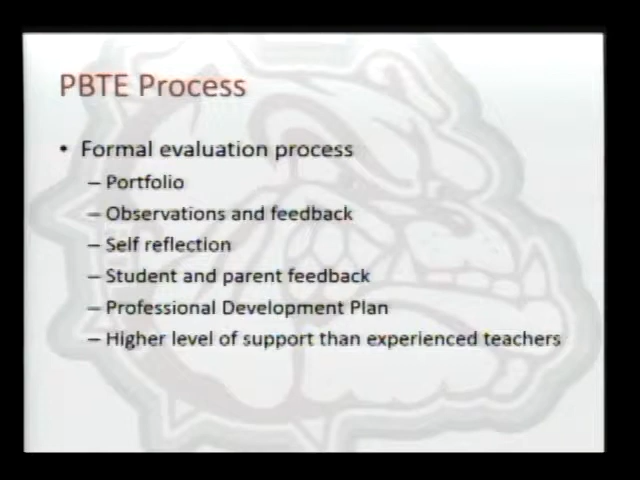 PBTE Process
• Formal evaluation process
– Portfolio
– Observations and feedback
– Self reflection
– Student and parent feedback
– Professional Development Plan
– Higher level of support than experienced teachers